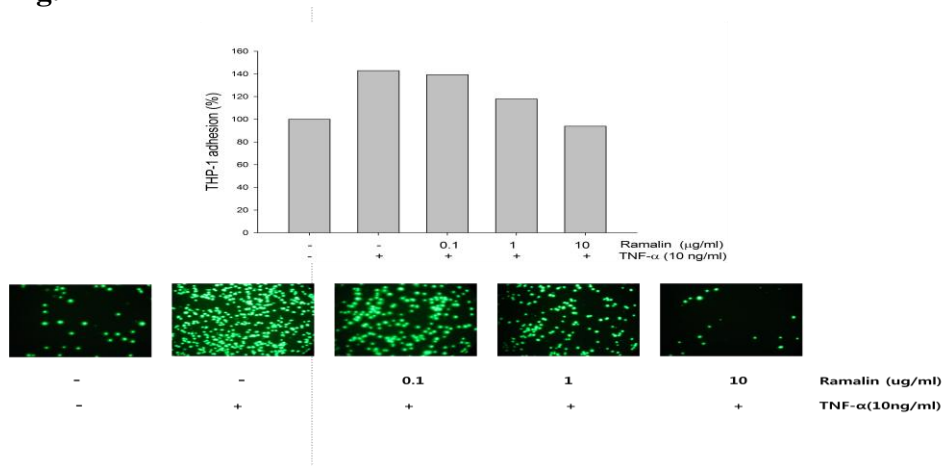 g.
160
140
120
100
80
60
40
20
0
THP-1 adhesion (%)
- - 0.1 1 10 Ramalin (μg/ml)
- + + + + TNF-α (10 ng/ml)
- - 0.1 1 10 Ramalin (ug/ml)
- + + + + TNF-α(10ng/ml)